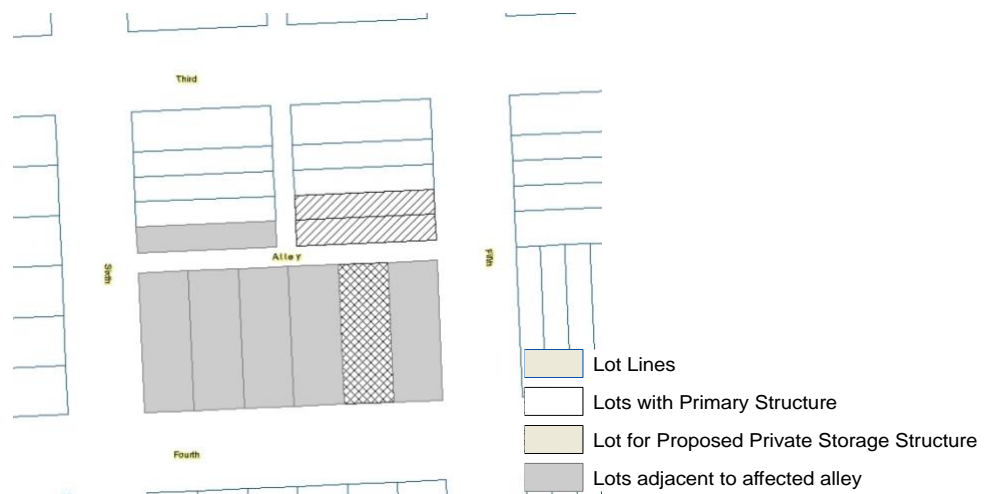 Third
Alley
Sixth
Fifth
Fourth
Lot Lines
Lots with Primary Structure
Lot for Proposed Private Storage Structure
Lots adjacent to affected alley